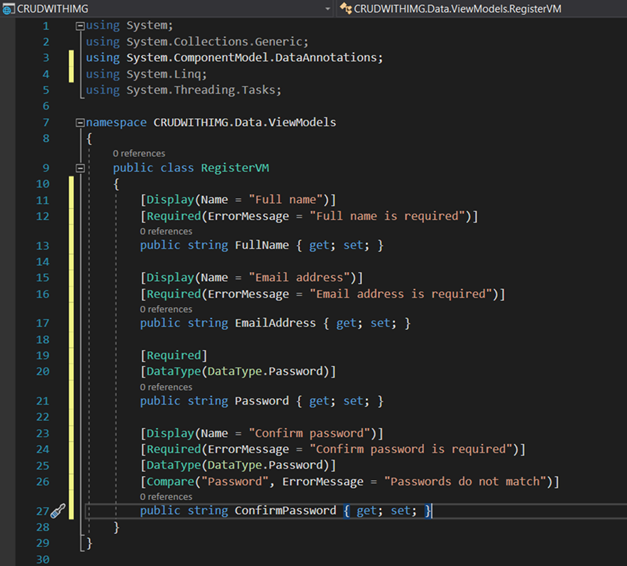 CRUDWITHIMG CRUDWITHIMG.Data.ViewModels.RegisterVM
1 using System;
2 using System.Collections.Generic;
3 using System.ComponentModel.DataAnnotations;
4 using System.Linq;
5 using System.Threading.Tasks;
6
7 namespace CRUDWITHIMG.Data.ViewModels
8 {
0 references
9 public class RegisterVM
10 {
11 [Display(Name = "Full name")]
12 [Required(ErrorMessage = "Full name is required")]
0 references
13 public string FullName { get; set; }
14
15 [Display(Name = "Email address")]
16 [Required(ErrorMessage = "Email address is required")]
0 references
17 public string EmailAddress { get; set; }
18
19 [Required]
20 [DataType(DataType.Password)]
0 references
21 public string Password { get; set; }
22
23 [Display(Name = "Confirm password")]
24 [Required(ErrorMessage = "Confirm password is required")]
25 [DataType(DataType.Password)]
26 [Compare("Password", ErrorMessage = "Passwords do not match")]
0 references
27 public string ConfirmPassword { get; set; }
28 }
29 }
30